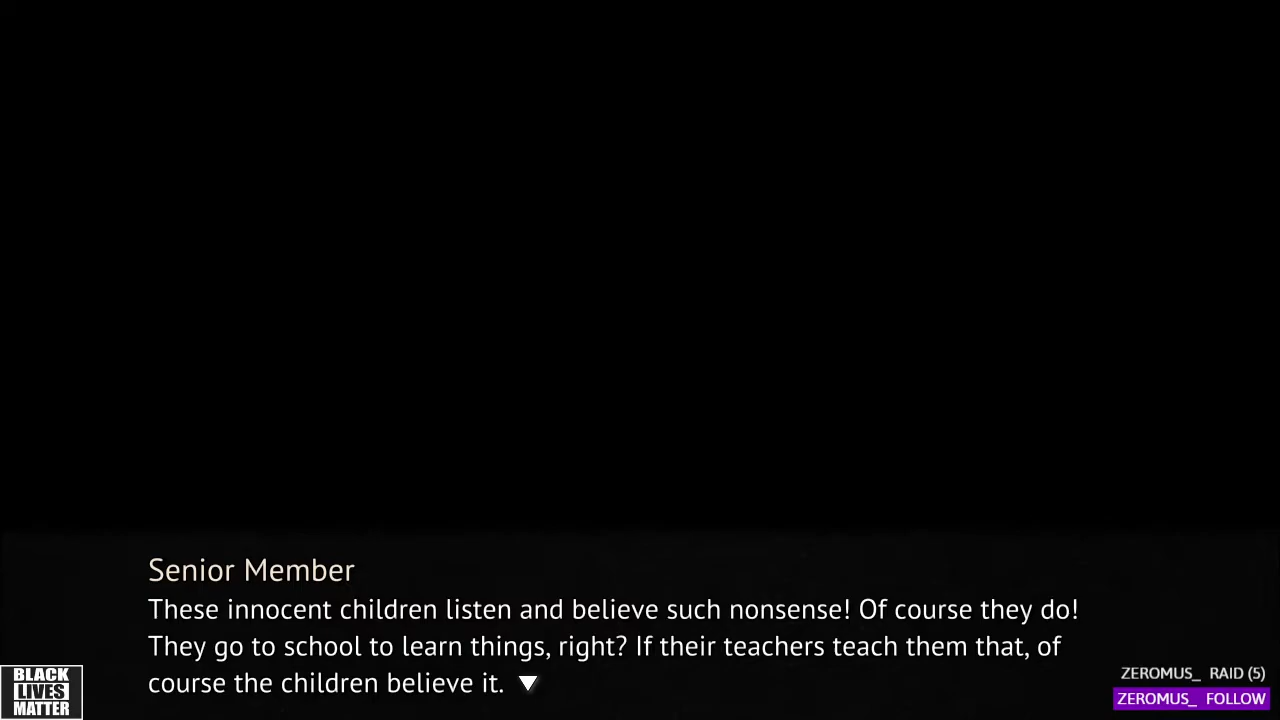 Senior Member
These innocent children listen and believe such nonsense! Of course they do!
They go to school to learn things, right? If their teachers teach them that, of
course the children believe it.
BLACK
LIVES
MATTER
ZEROMUS_ RAID (5)
ZEROMUS_ FOLLOW